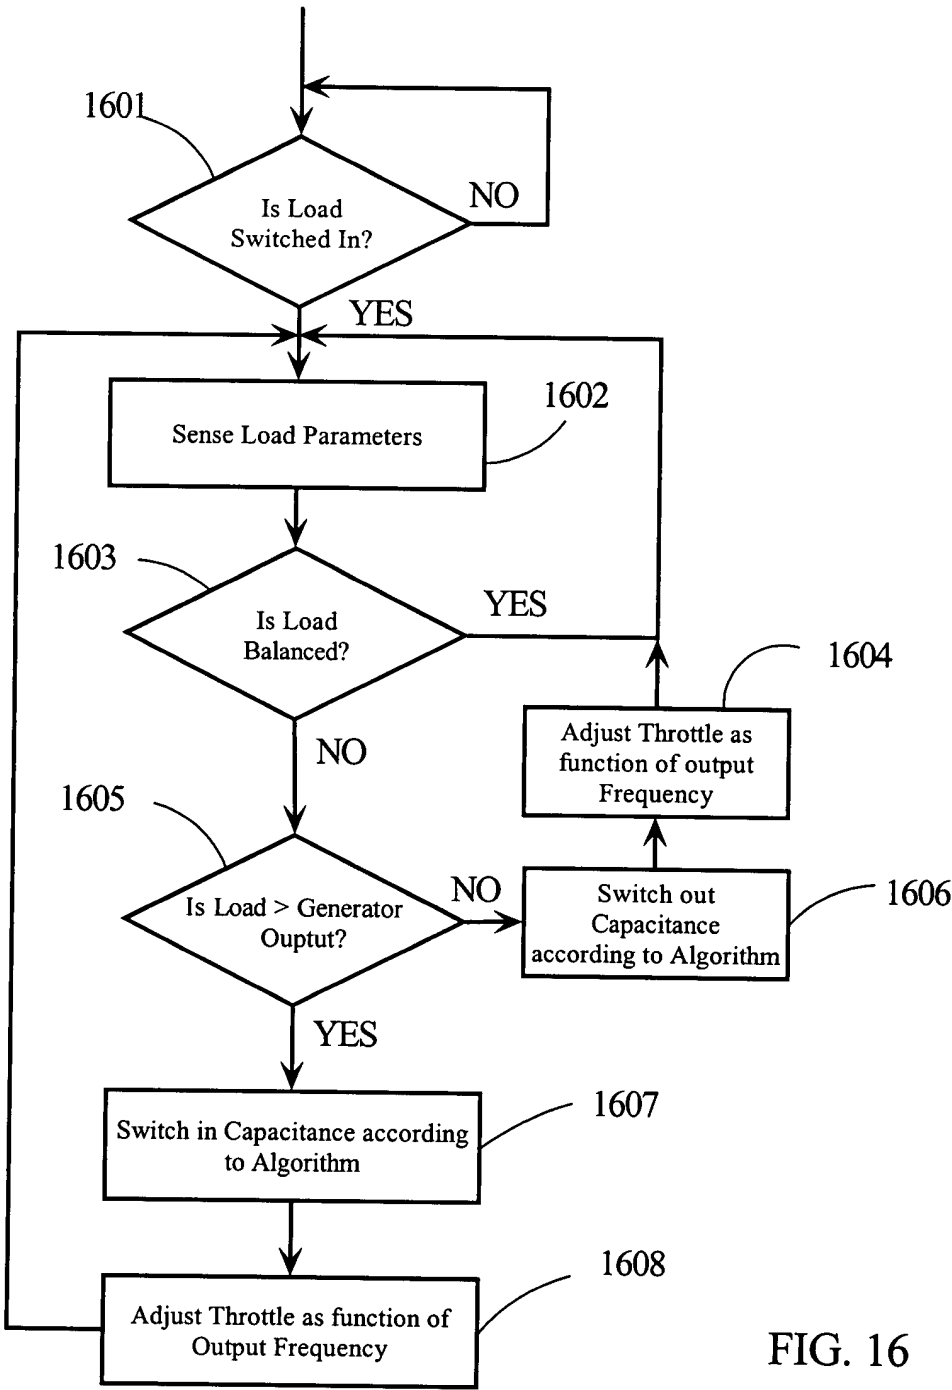 1601
Is Load
Switched In?
NO
YES
1602
Sense Load Parameters
1603
Is Load
Balanced?
YES
1604
Adjust Throttle as
function of output
Frequency
NO
1605
Is Load > Generator
Ouptut?
NO
Switch out
Capacitance
according to Algorithm
1606
YES
1607
Switch in Capacitance according
to Algorithm
1608
Adjust Throttle as function of
Output Frequency
FIG. 16